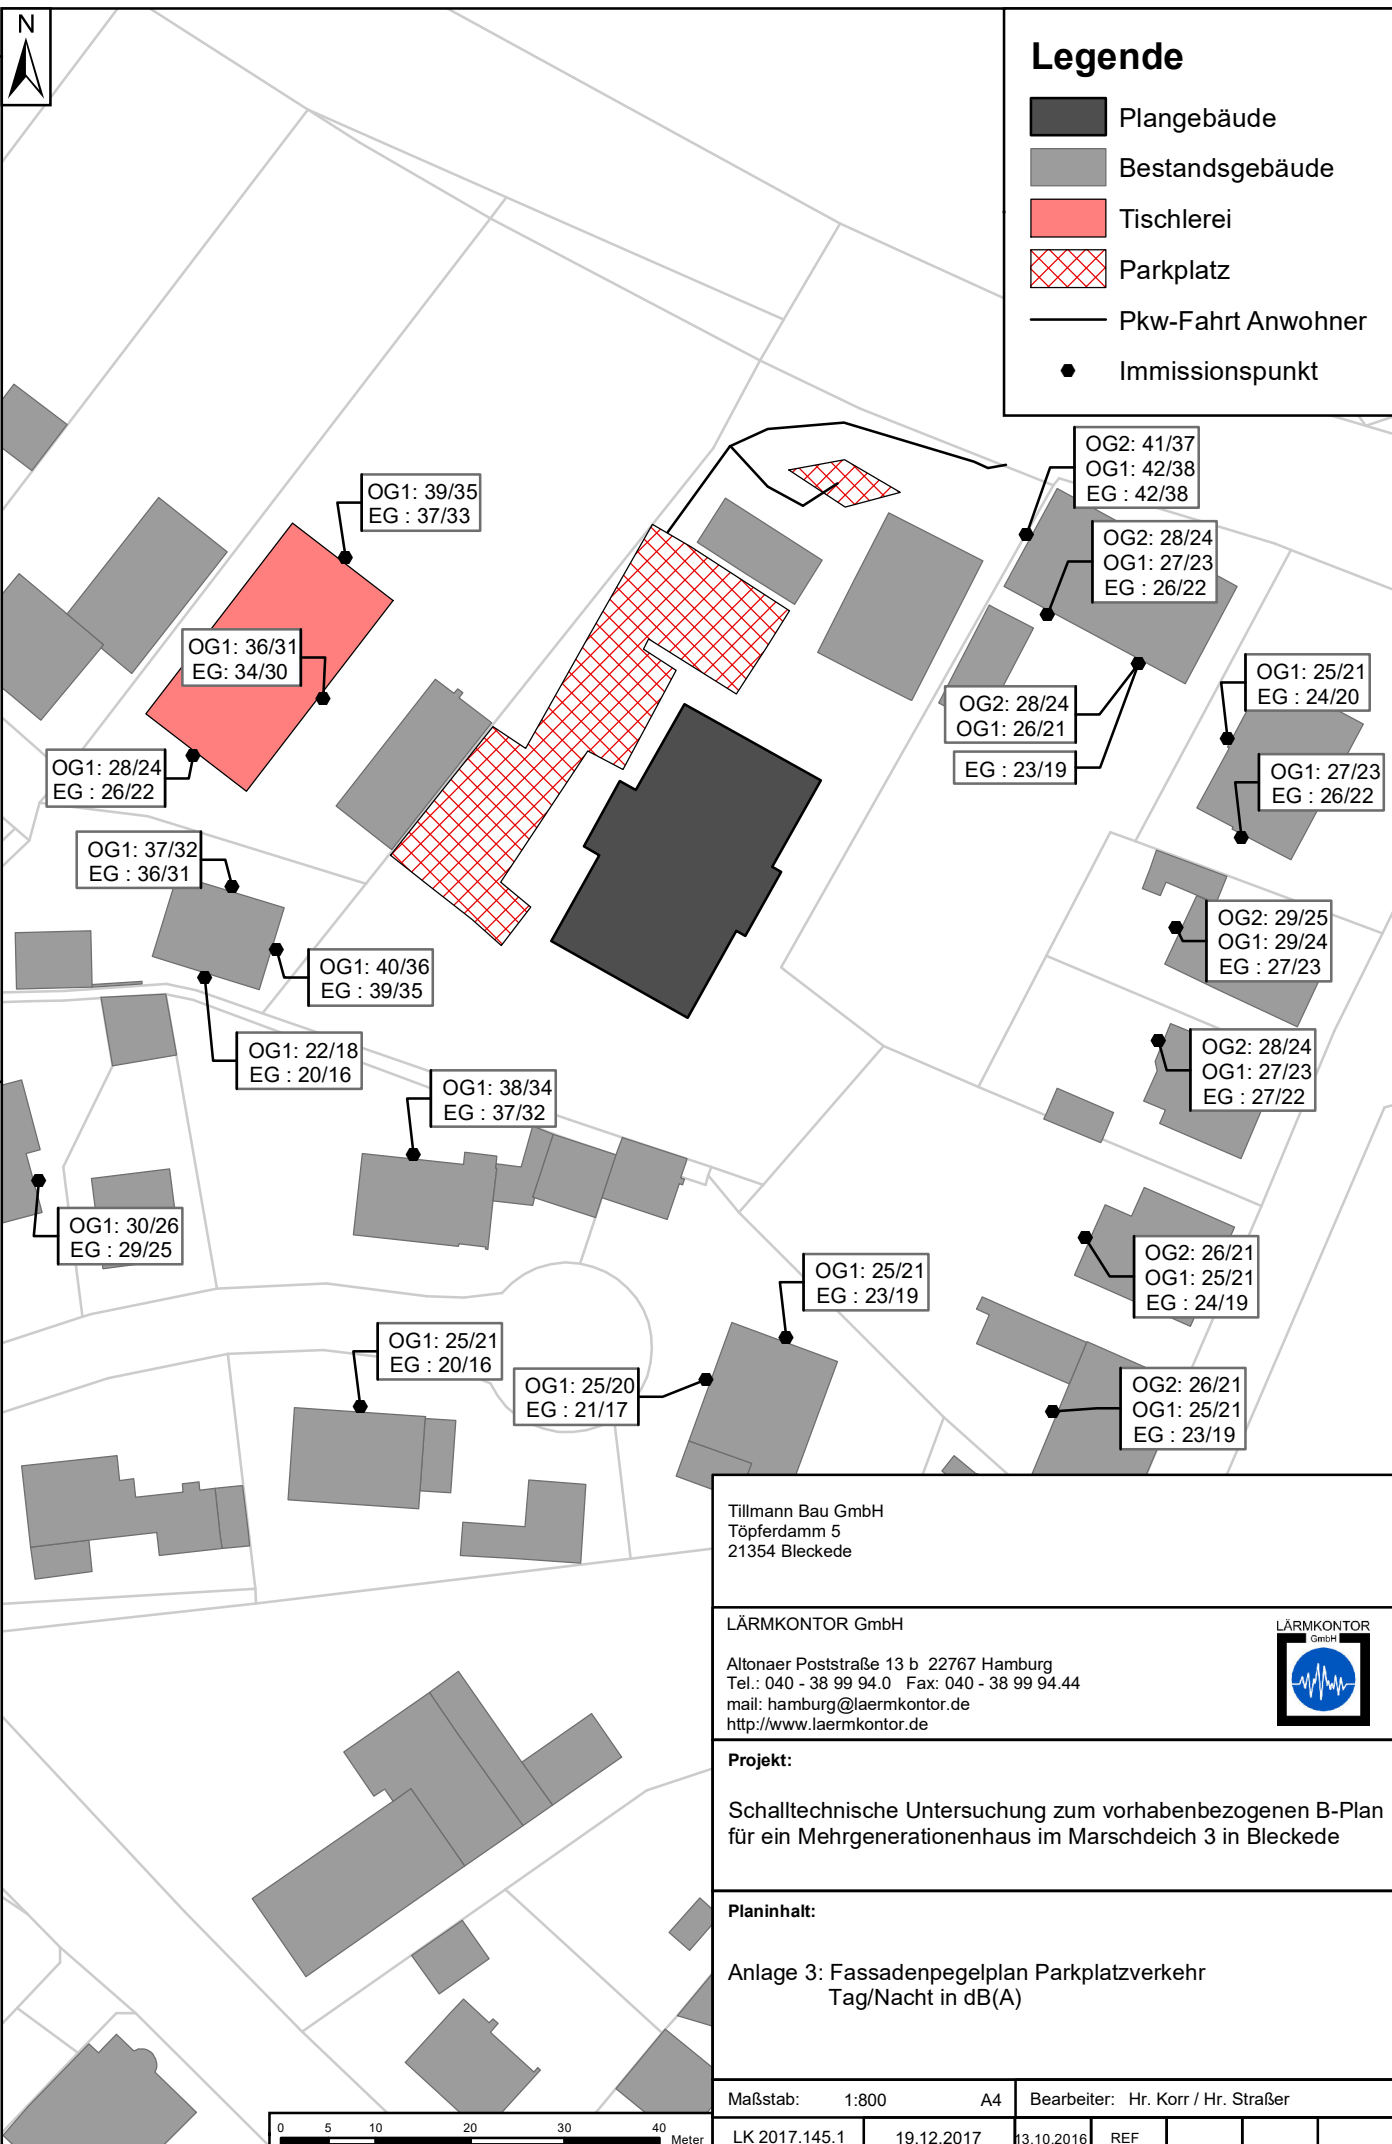 N
Legende
Plangebäude
Bestandsgebäude
Tischlerei
Parkplatz
Pkw-Fahrt Anwohner
Immissionspunkt
OG2: 41/37
OG1: 42/38
EG : 42/38
OG1: 39/35
EG : 37/33
OG2: 28/24
OG1: 27/23
EG : 26/22
OG1: 36/31
EG: 34/30
OG1: 25/21
EG : 24/20
OG2: 28/24
OG1: 26/21
EG : 23/19
OG1: 28/24
EG : 26/22
OG1: 27/23
EG : 26/22
OG1: 37/32
EG : 36/31
OG2: 29/25
OG1: 29/24
EG : 27/23
OG1: 40/36
EG : 39/35
OG1: 22/18
EG : 20/16
OG2: 28/24
OG1: 27/23
EG : 27/22
OG1: 38/34
EG : 37/32
OG1: 30/26
EG : 29/25
OG2: 26/21
OG1: 25/21
EG : 24/19
OG1: 25/21
EG : 23/19
OG1: 25/21
EG : 20/16
OG1: 25/20
EG : 21/17
OG2: 26/21
OG1: 25/21
EG : 23/19
Tillmann Bau GmbH
Töpferdamm 5
21354 Bleckede
LÄRMKONTOR GmbH
Altonaer Poststraße 13 b 22767 Hamburg
Tel.: 040 - 38 99 94.0 Fax: 040 - 38 99 94.44
mail: hamburg@laermkontor.de
http://www.laermkontor.de
LÄRMKONTOR
GmbH
Projekt:
Schalltechnische Untersuchung zum vorhabenbezogenen B-Plan
für ein Mehrgenerationenhaus im Marschdeich 3 in Bleckede
Planinhalt:
Anlage 3: Fassadenpegelplan Parkplatzverkehr
Tag/Nacht in dB(A)
Maßstab: 1:800 A4 Bearbeiter: Hr. Korr / Hr. Straßer
0 5 10 20 30 40 Meter
LK 2017.145.1 19.12.2017 13.10.2016 REF